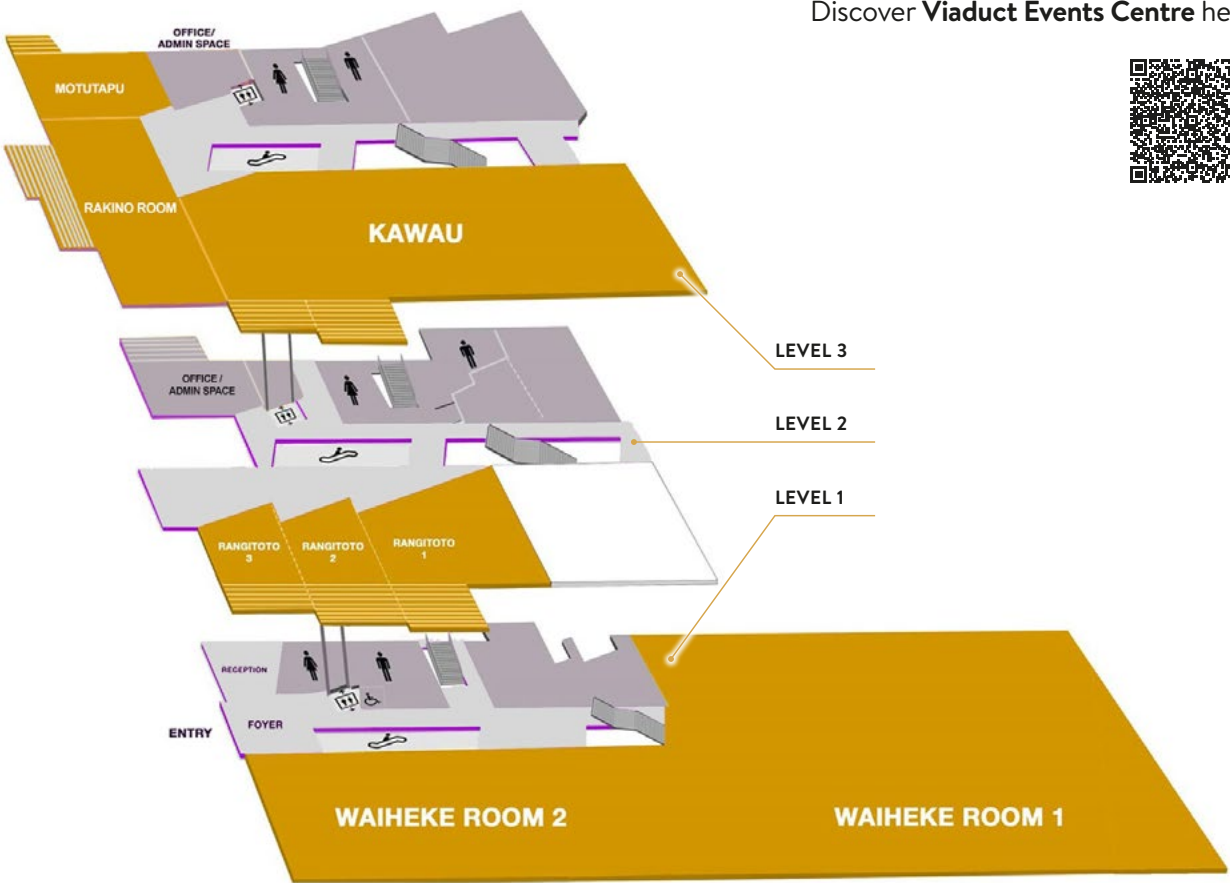 Discover Viaduct Events Centre he
OFFICE/
ADMIN SPACE
MOTUTAPU
RAKINO ROOM
KAWAU
LEVEL 3
OFFICE /
ADMIN SPACE
LEVEL 2
LEVEL 1
RANGITOTO
3
RANGITOTO
2
RANGITOTO
1
RECEPTION
ENTRY
FOYER
WAIHEKE ROOM 2
WAIHEKE ROOM 1